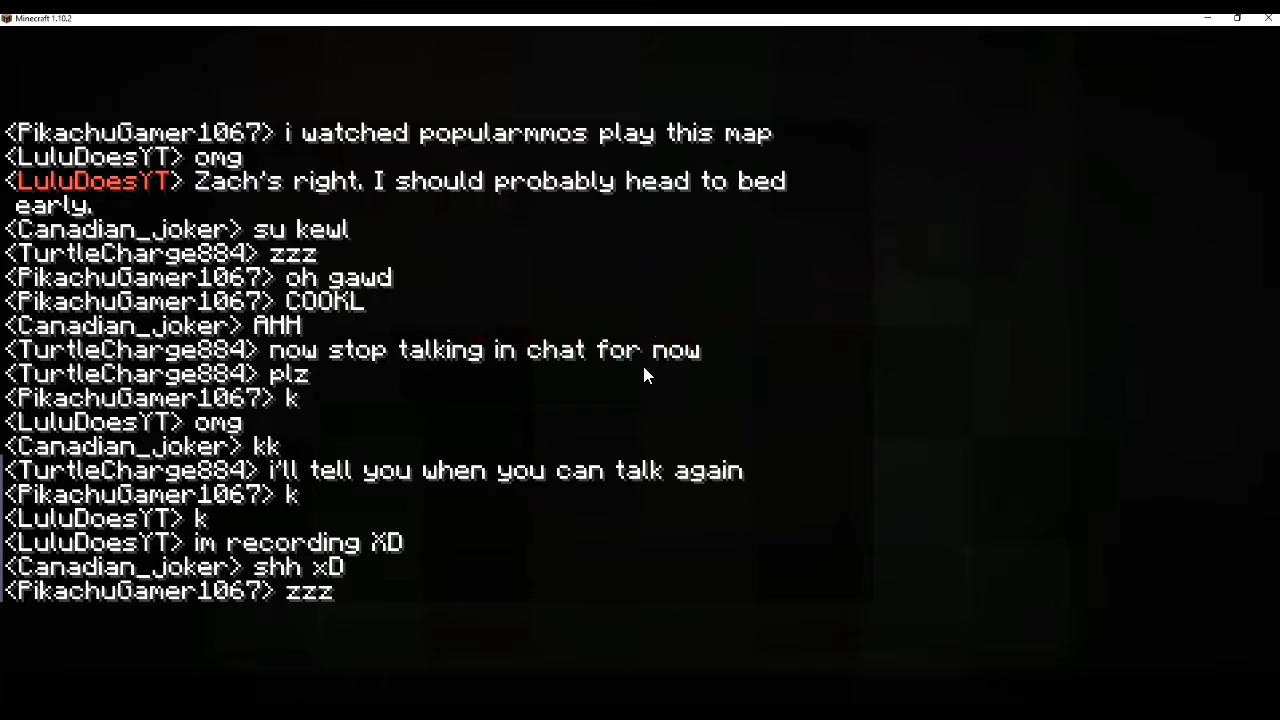 Minecraft 1.10.2
<PikachuGamer1067> i watched popularmmos play this map
<LuluDoesYT> omg
<LuluDoesYT> Zach's right. I should probably head to bed
early.
<Canadian_joker> su kewl
<TurtleCharge884> zzz
<PikachuGamer1067> oh gawd
<PikachuGamer1067> COOKL
<Canadian_joker> AHH
<TurtleCharge884> now stop talking in chat for now
<TurtleCharge884> plz
<PikachuGamer1067> k
<LuluDoesYT> omg
<Canadian_joker> kk
<TurtleCharge884> i'll tell you when you can talk again
<PikachuGamer1067> k
<LuluDoesYT> k
<LuluDoesYT> im recording XD
<Canadian_joker> shh xD
<PikachuGamer1067> zzz